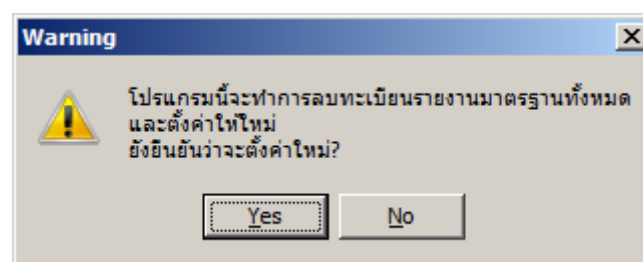 Warning
โปรแกรมนี้จะทำการลบทะเบียนรายงานมาตรฐานทั้งหมด
และตั้งค่าให้ใหม่
ยังยืนยันว่าจะตั้งค่าใหม่?
Yes No